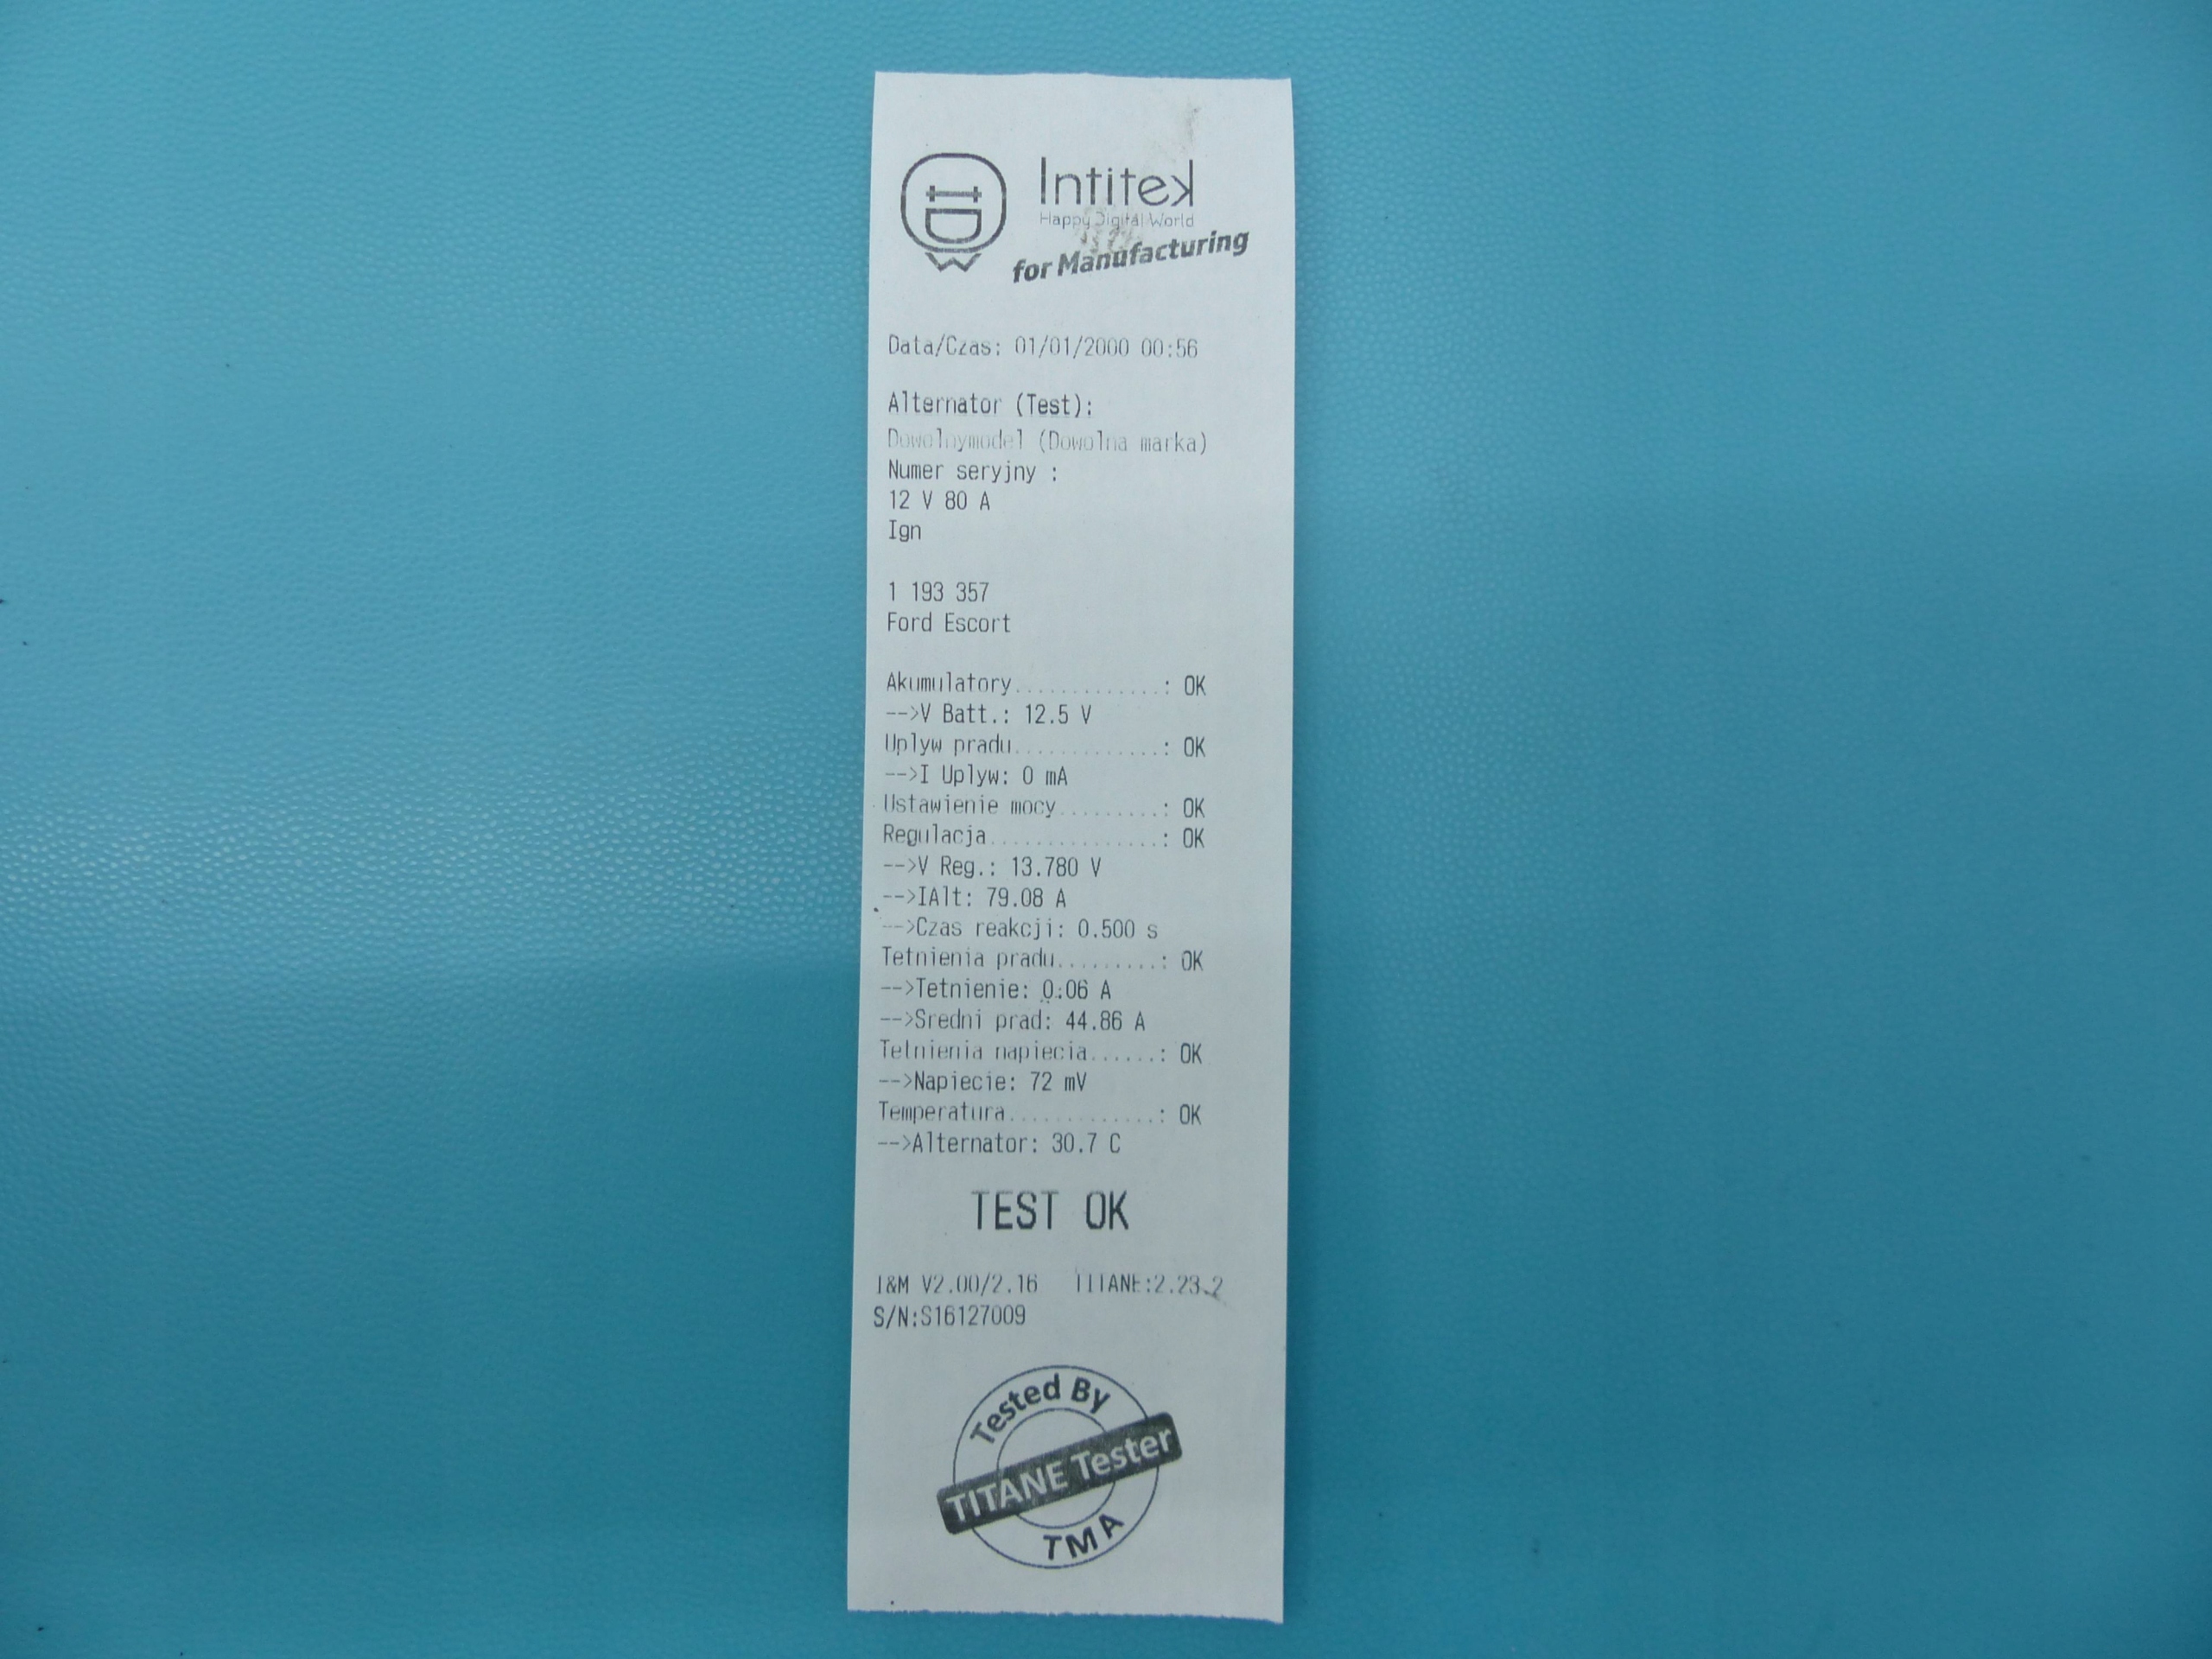 Intitek
Happy Digital World
for Manufacturing
Data/Czas: 01/01/2000 00:56
Alternator (Test):
Dowolnymodel (Dowolna marka)
Numer seryjny :
12 V 80 A
Ign
1 193 357
Ford Escort
Akumulatory.............: OK
-->V Batt.: 12.5 V
Uplyw pradu.............: OK
-->I Uplyw: 0 mA
Ustawienie mocy.........: OK
Regulacja...............: OK
-->V Reg.: 13.780 V
-->IAlt: 79.08 A
-->Czas reakcji: 0.500 s
Tetnienia pradu.........: OK
-->Tetnienie: 0.06 A
-->Sredni prad: 44.86 A
Tetnienia napiecia......: OK
-->Napiecie: 72 mV
Temperatura.............: OK
-->Alternator: 30.7 C
TEST OK
I&M V2.00/2.16 TITANE:2.23.2
S/N:S16127009
Tested By
TITANE Tester
TMA